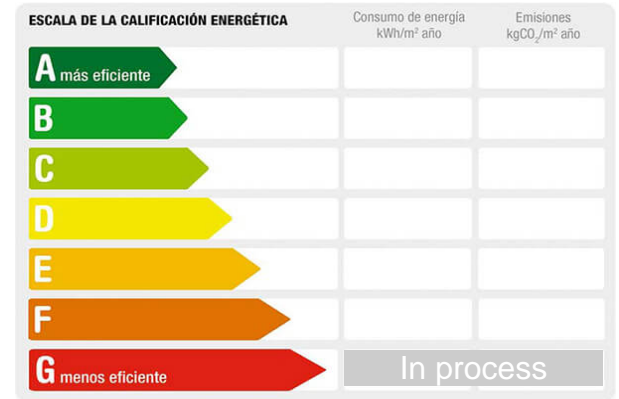 ESCALA DE LA CALIFICACIÓN ENERGÉTICA
Consumo de energía
kWh/m² año
Emisiones
kgCO₂/m² año
A más eficiente
B
C
D
E
F
G menos eficiente
In process